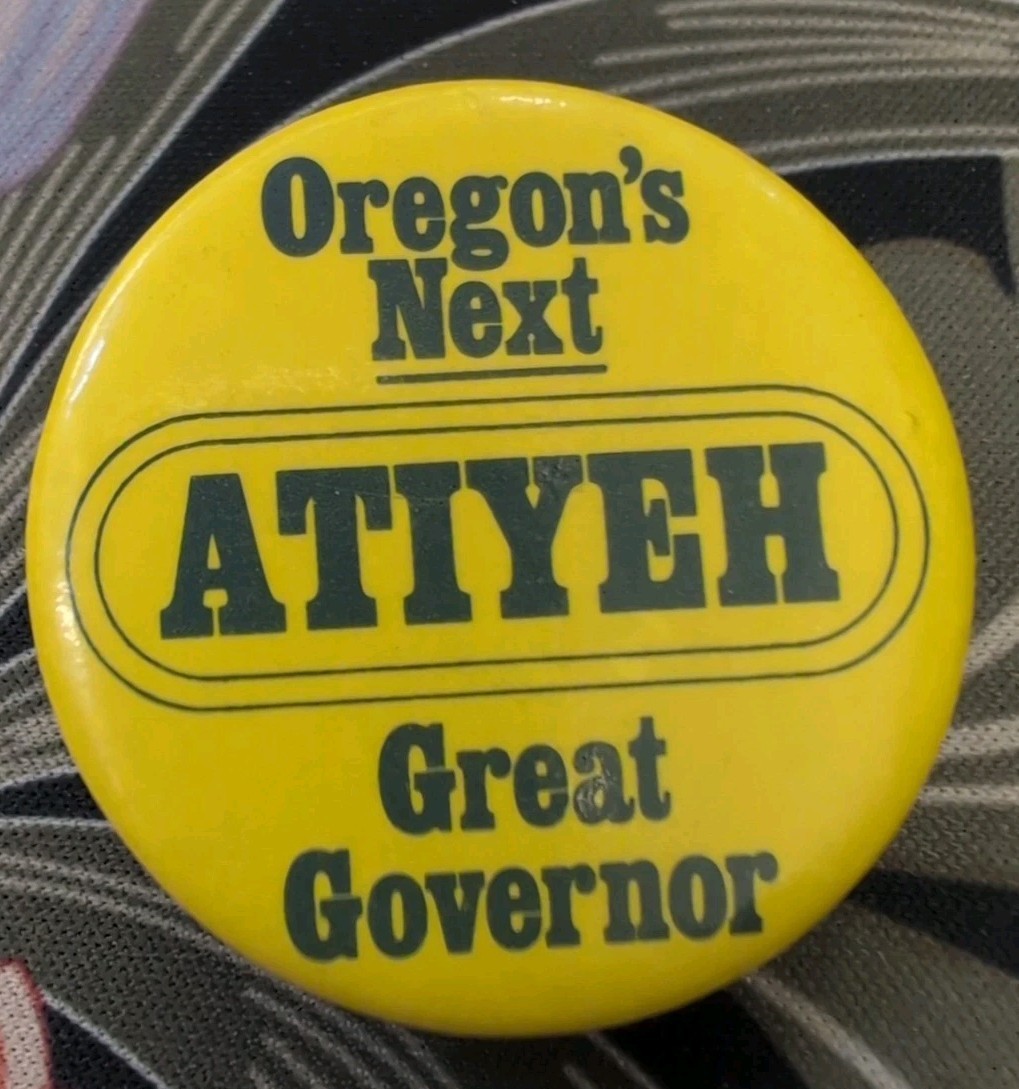 Oregon's
Next
ATIYEH
Great
Governor